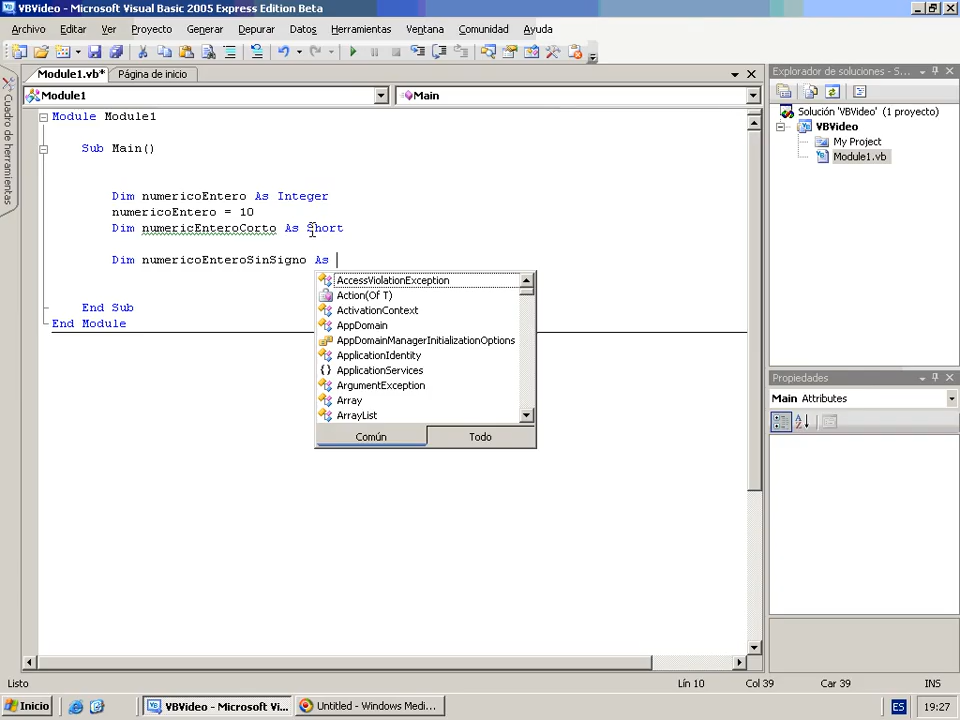 VBVideo - Microsoft Visual Basic 2005 Express Edition Beta
Archivo Editar Ver Proyecto Generar Depurar Datos Herramientas Ventana Comunidad Ayuda
Module1.vb* Página de inicio
Module1 Main
Module Module1
Sub Main()
Dim numericoEntero As Integer
numericoEntero = 10
Dim numericEnteroCorto As Short
Dim numericoEnteroSinSigno As
AccessViolationException
Action(Of T)
ActivationContext
AppDomain
AppDomainManagerInitializationOptions
ApplicationIdentity
ApplicationServices
ArgumentException
Array
ArrayList
Común Todo
End Sub
End Module
Cuadro de herramientas
Explorador de soluciones - S...
Solución 'VBVideo' (1 proyecto)
VBVideo
My Project
Module1.vb
Propiedades
Main Attributes
Listo Lín 10 Col 39 Car 39 INS
Inicio VBVideo - Microsoft Vi... Untitled - Windows Medi... ES 19:27